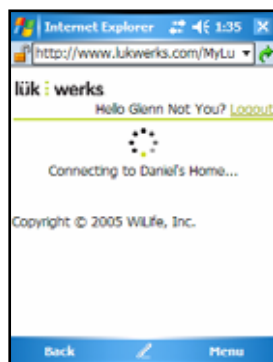 Internet Explorer 1:35
http://www.lukwerks.com/MyLu
lük werks
Hello Glenn Not You? Logout
Connecting to Daniel's Home...
Copyright © 2005 WiLife, Inc.
Back Menu